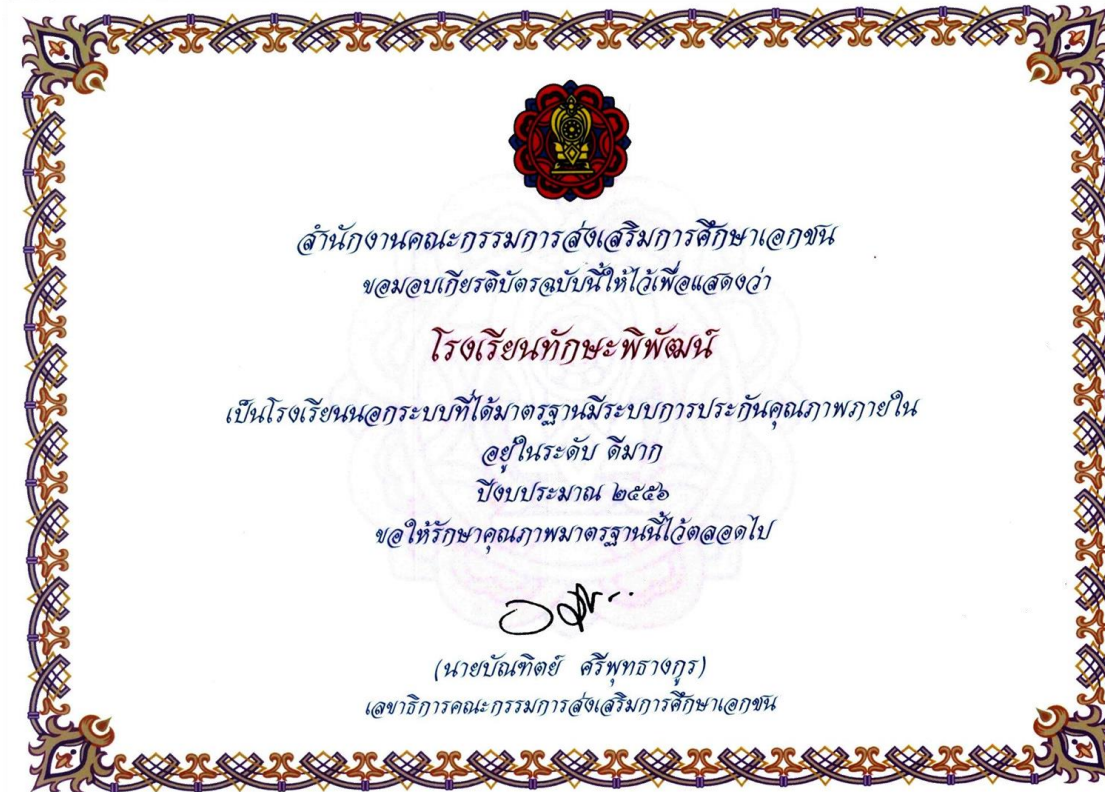 สำนักงานคณะกรรมการส่งเสริมการศึกษาเอกชน
ขอมอบเกียรติบัตรฉบับนี้ให้ไว้เพื่อแสดงว่า
โรงเรียนทักษะพิพัฒน์
เป็นโรงเรียนนอกระบบที่ได้มาตรฐานมีระบบการประกันคุณภาพภายใน
อยู่ในระดับ ดีมาก
ปีงบประมาณ ๒๕๕๖
ขอให้รักษาคุณภาพมาตรฐานนี้ไว้ตลอดไป
(นายบัณฑิตย์ ศรีพุทธางกูร)
เลขาธิการคณะกรรมการส่งเสริมการศึกษาเอกชน